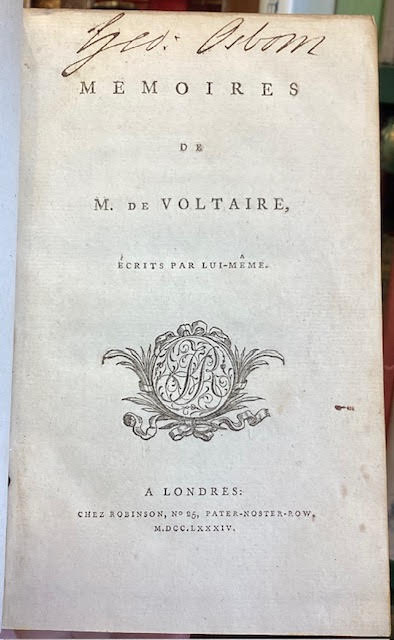 Geo: Osborn
MEMOIRES
DE
M. DE VOLTAIRE,
ÉCRITS PAR LUI-MÊME.
A LONDRES:
CHEZ ROBINSON, No 25, PATER-NOSTER-ROW.
M.DCC.LXXXIV.